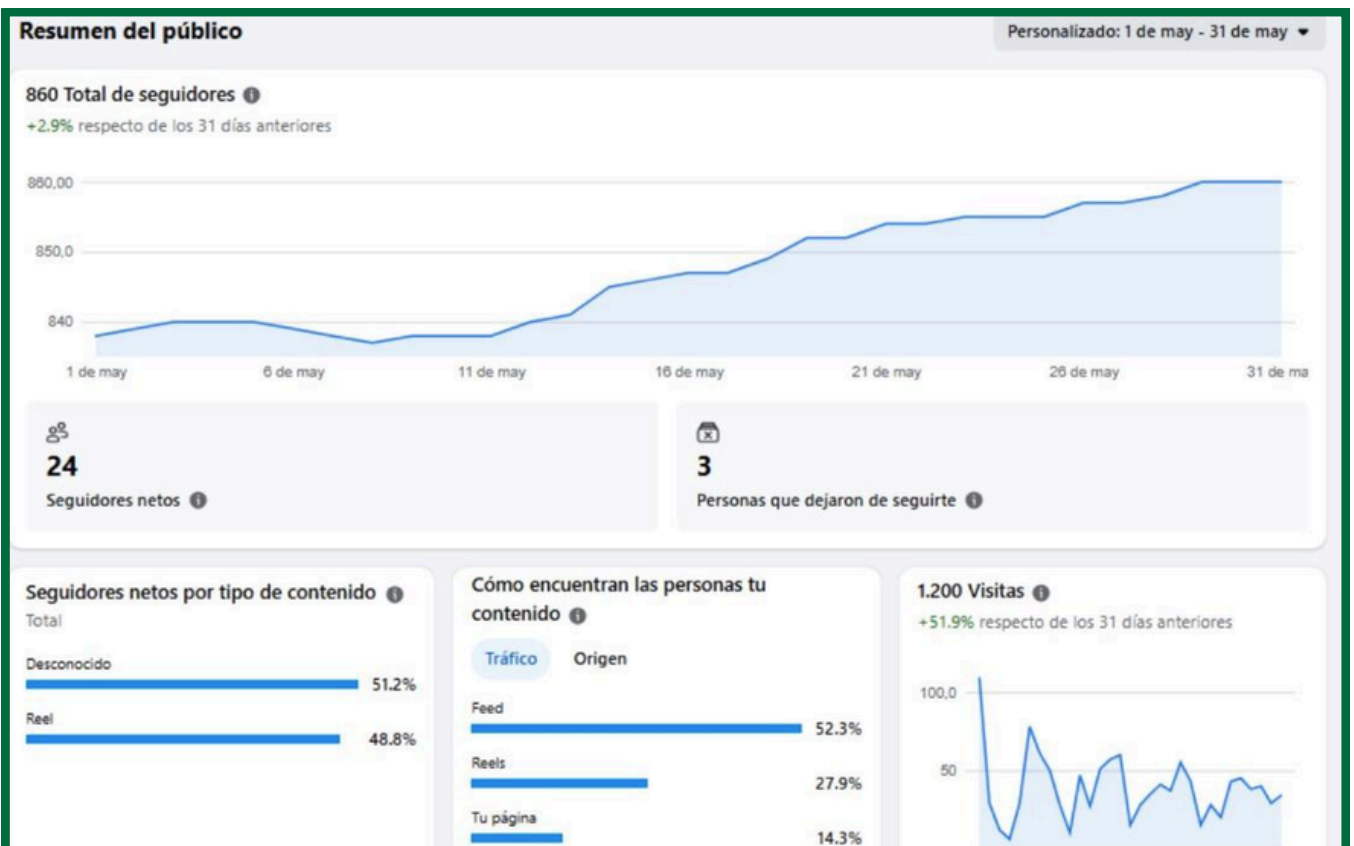 Resumen del público
Personalizado: 1 de may - 31 de may
860 Total de seguidores
+2.9% respecto de los 31 días anteriores
860,00
850,0
840
1 de may
6 de may
11 de may
16 de may
21 de may
26 de may
31 de ma
24
Seguidores netos
3
Personas que dejaron de seguirte
Seguidores netos por tipo de contenido
Total
Desconocido
51.2%
Reel
48.8%
Cómo encuentran las personas tu
contenido
Tráfico Origen
Feed
52.3%
Reels
27.9%
Tu página
14.3%
1.200 Visitas
+51.9% respecto de los 31 días anteriores
100,0
50